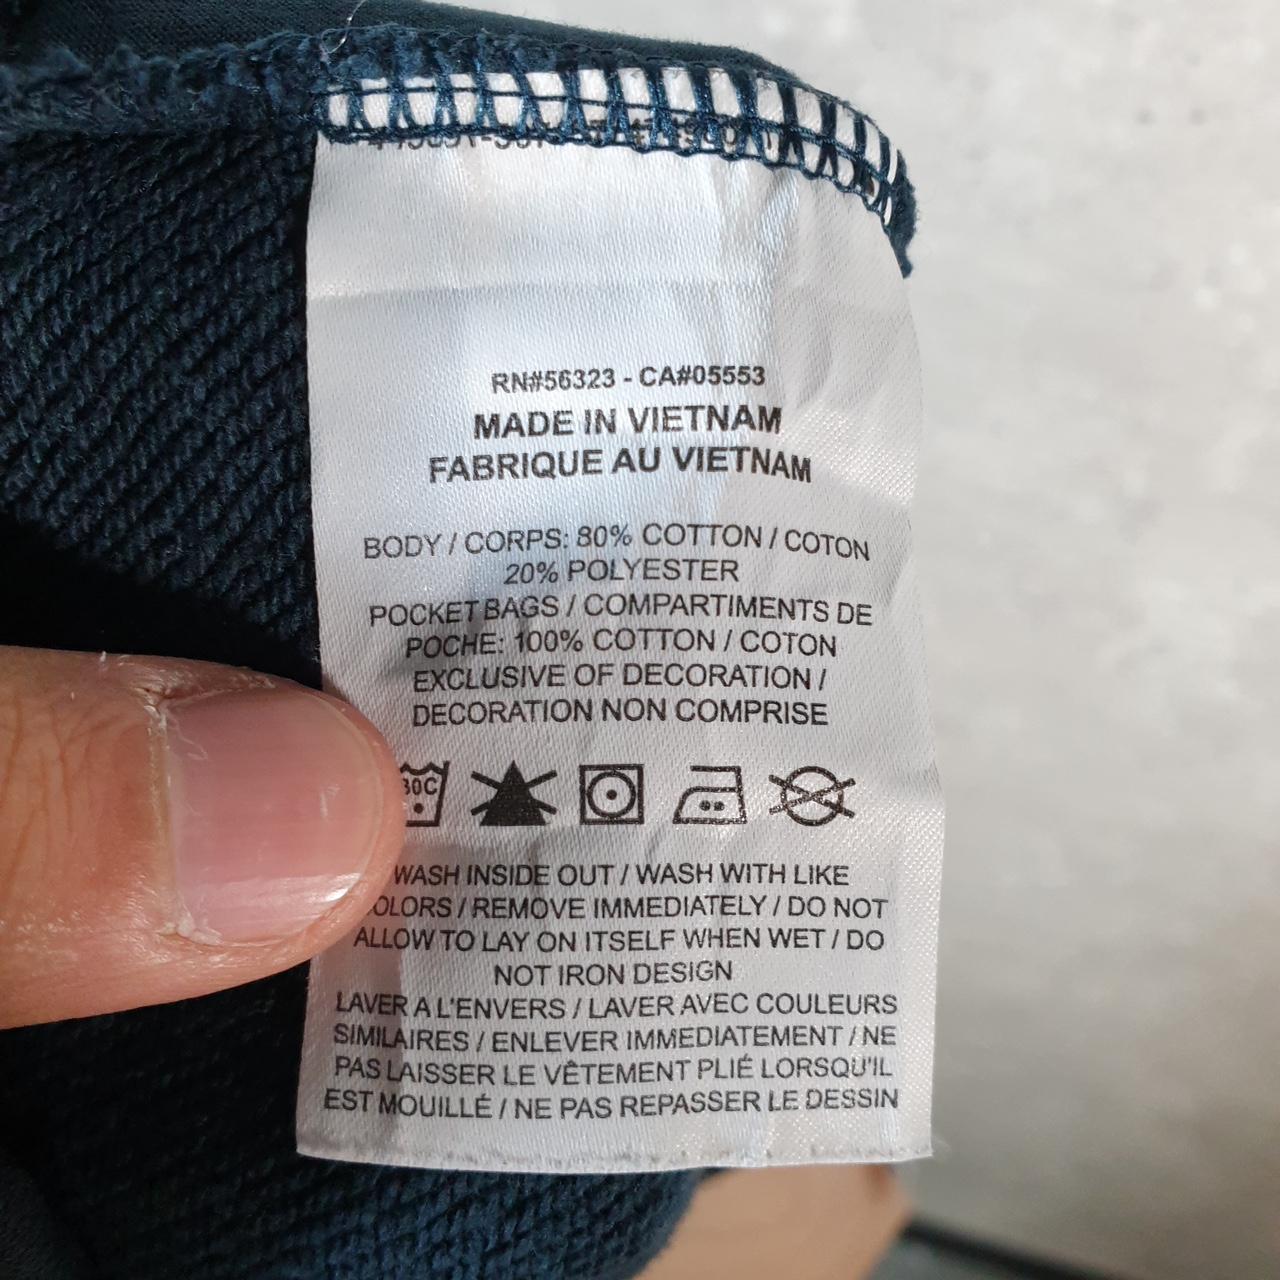 RN#56323 - CA#05553
MADE IN VIETNAM
FABRIQUE AU VIETNAM
BODY / CORPS: 80% COTTON / COTON
20% POLYESTER
POCKET BAGS / COMPARTIMENTS DE
POCHE: 100% COTTON / COTON
EXCLUSIVE OF DECORATION /
DECORATION NON COMPRISE
30C
WASH INSIDE OUT / WASH WITH LIKE
COLORS / REMOVE IMMEDIATELY / DO NOT
ALLOW TO LAY ON ITSELF WHEN WET / DO
NOT IRON DESIGN
LAVER A L'ENVERS / LAVER AVEC COULEURS
SIMILAIRES / ENLEVER IMMEDIATEMENT / NE
PAS LAISSER LE VÊTEMENT PLIÉ LORSQU'IL
EST MOUILLÉ / NE PAS REPASSER LE DESSIN